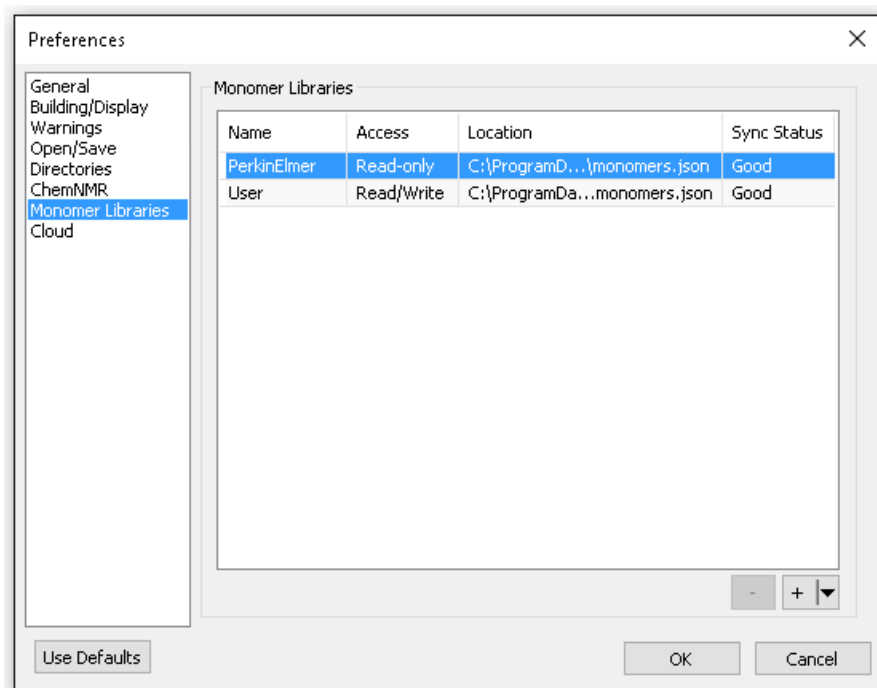 Preferences
General
Building/Display
Warnings
Open/Save
Directories
ChemNMR
Monomer Libraries
Cloud
Monomer Libraries
Name Access Location Sync Status
PerkinElmer Read-only C:\ProgramD...\monomers.json Good
User Read/Write C:\ProgramDa...monomers.json Good
- +
Use Defaults OK Cancel